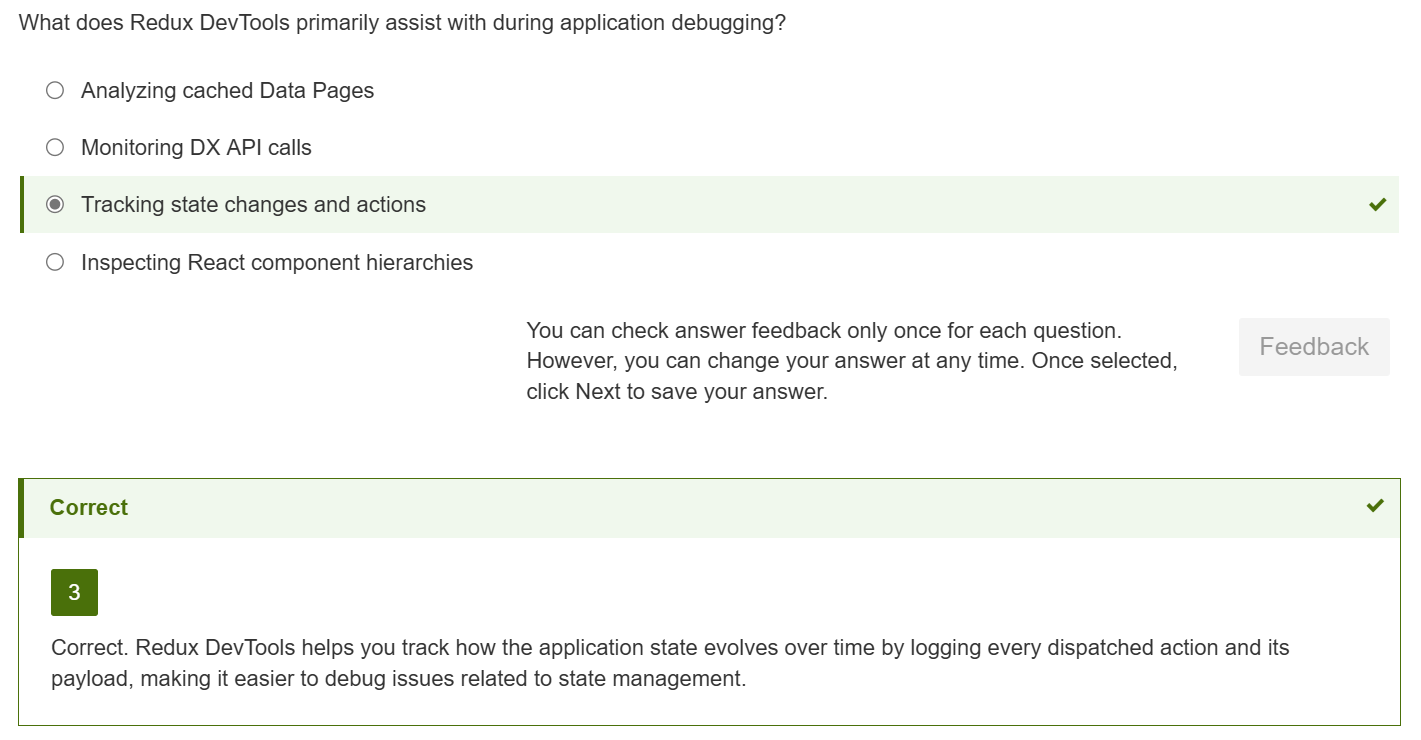 What does Redux DevTools primarily assist with during application debugging?
Analyzing cached Data Pages
Monitoring DX API calls
Tracking state changes and actions
Inspecting React component hierarchies
You can check answer feedback only once for each question.
However, you can change your answer at any time. Once selected,
click Next to save your answer.
Feedback
Correct
3
Correct. Redux DevTools helps you track how the application state evolves over time by logging every dispatched action and its
payload, making it easier to debug issues related to state management.